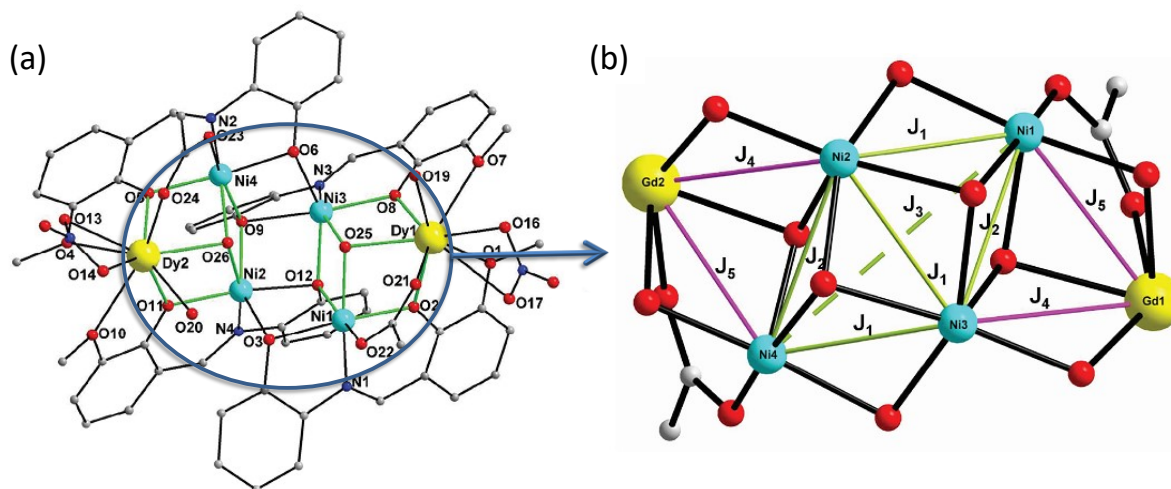 (a)
N2
O23
O6
O7
N3
O19
Ni4
Ni3
O5
O24
O8
O13
O9
O25
Dy1
O16
O4
O26
O1
O14
Dy2
O12
O21
O17
Ni2
O11
O2
Ni1
O10
O20
N4
O3
O22
N1
(b)
Ni1
J1
Ni2
J4
Gd2
J3
J2
J5
J5
J2
J1
J4
Gd1
J1
Ni3
Ni4